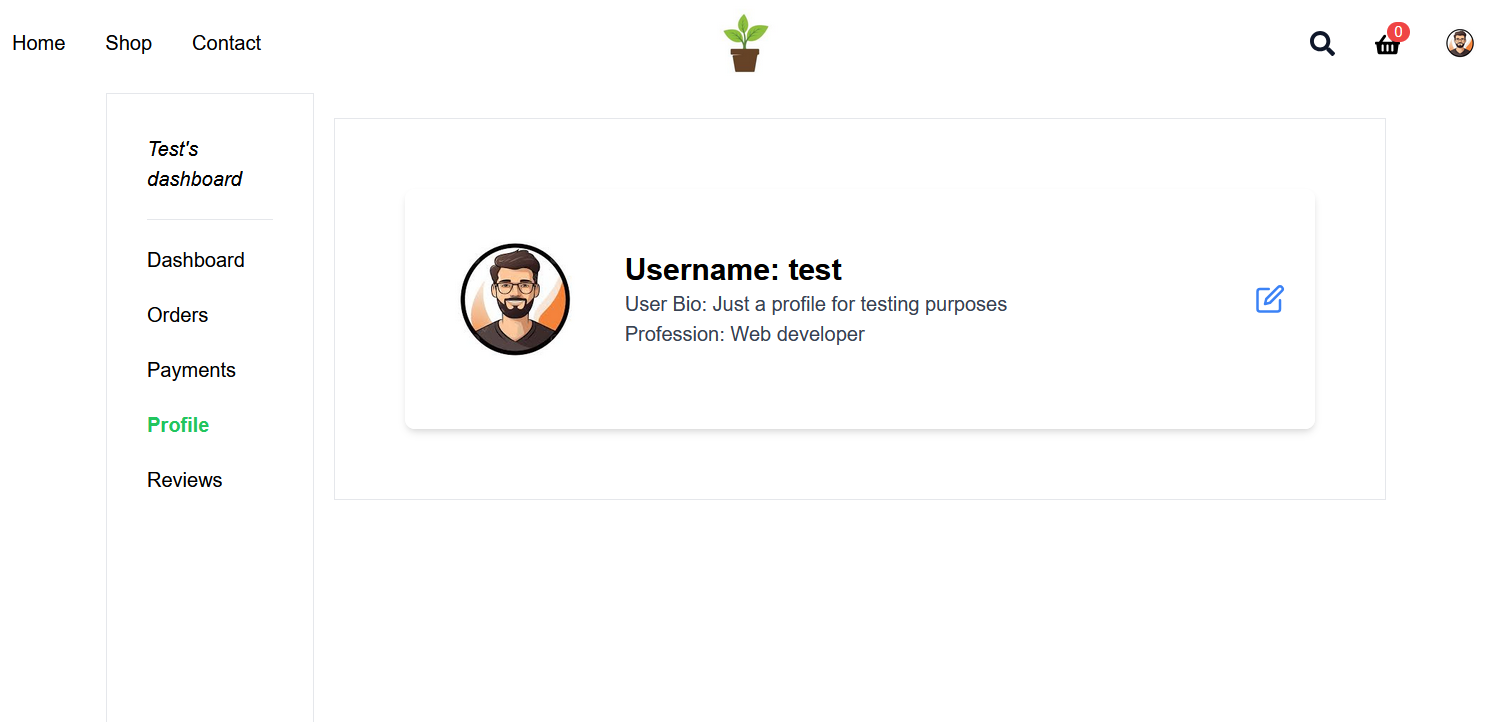 Home
Shop
Contact
0
Test's
dashboard
Dashboard
Orders
Payments
Profile
Reviews
Username: test
User Bio: Just a profile for testing purposes
Profession: Web developer